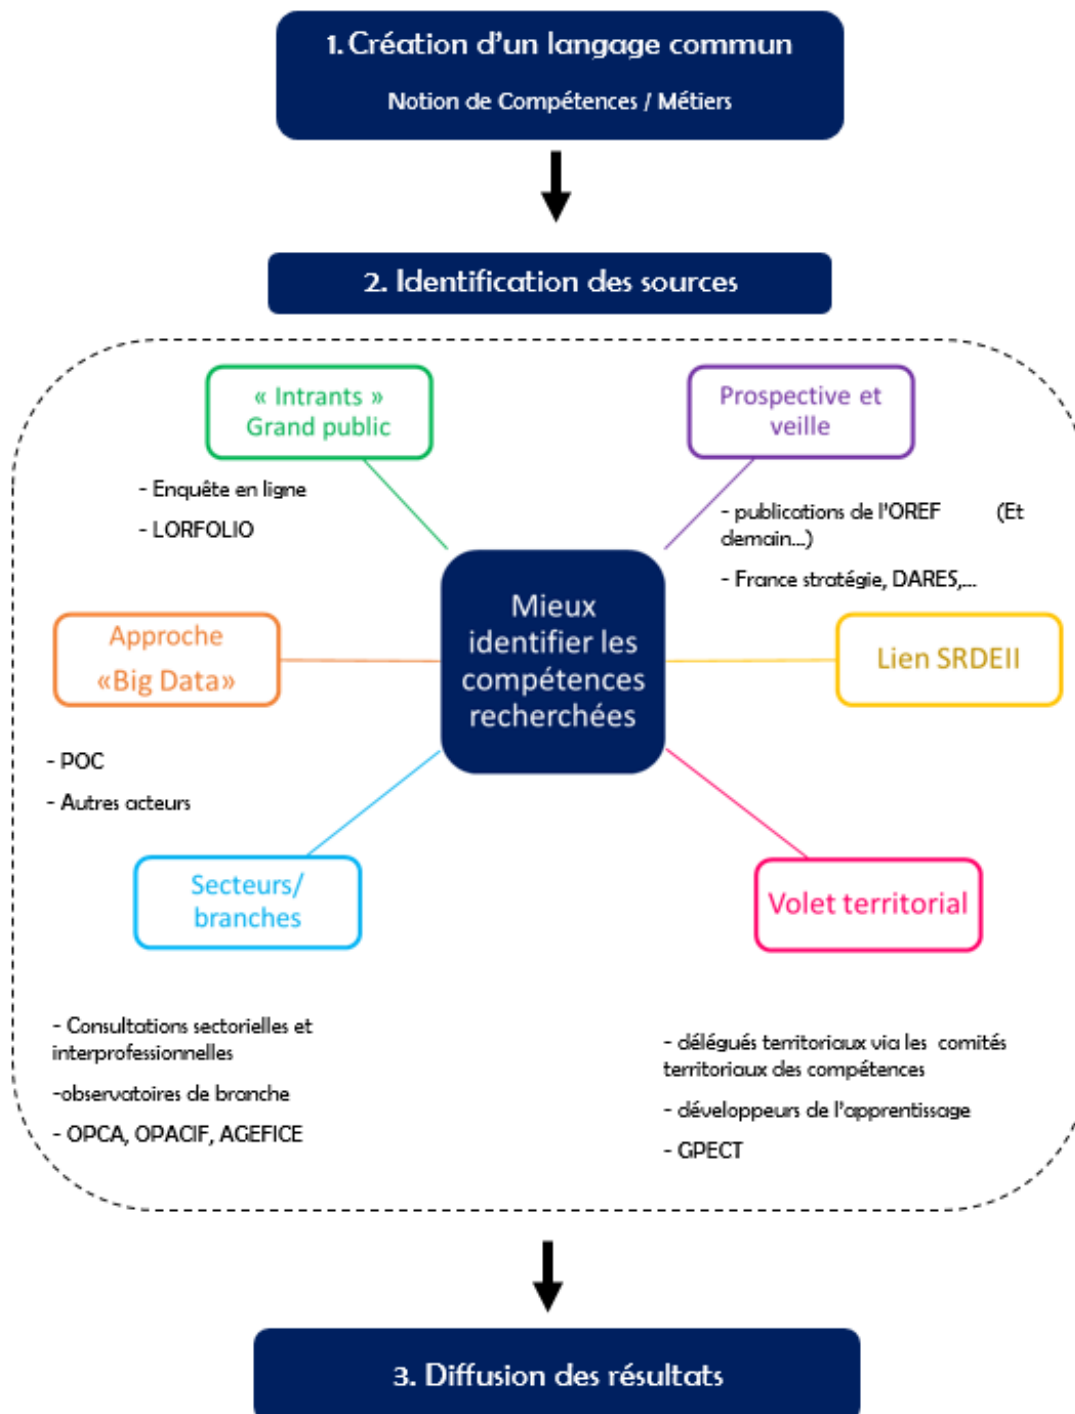 1. Création d'un langage commun
Notion de Compétences / Métiers
2. Identification des sources
« Intrants »
Grand public
- Enquête en ligne
- LORFOLIO
Prospective et
veille
- publications de l'OREF (Et
demain...)
- France stratégie, DARES,...
Mieux
identifier les
compétences
recherchées
Approche
«Big Data»
- POC
- Autres acteurs
Lien SRDEII
Secteurs/
branches
- Consultations sectorielles et
interprofessionnelles
-observatoires de branche
- OPCA, OPACIF, AGEFICE
Volet territorial
- délégués territoriaux via les comités
territoriaux des compétences
- développeurs de l'apprentissage
- GPECT
3. Diffusion des résultats